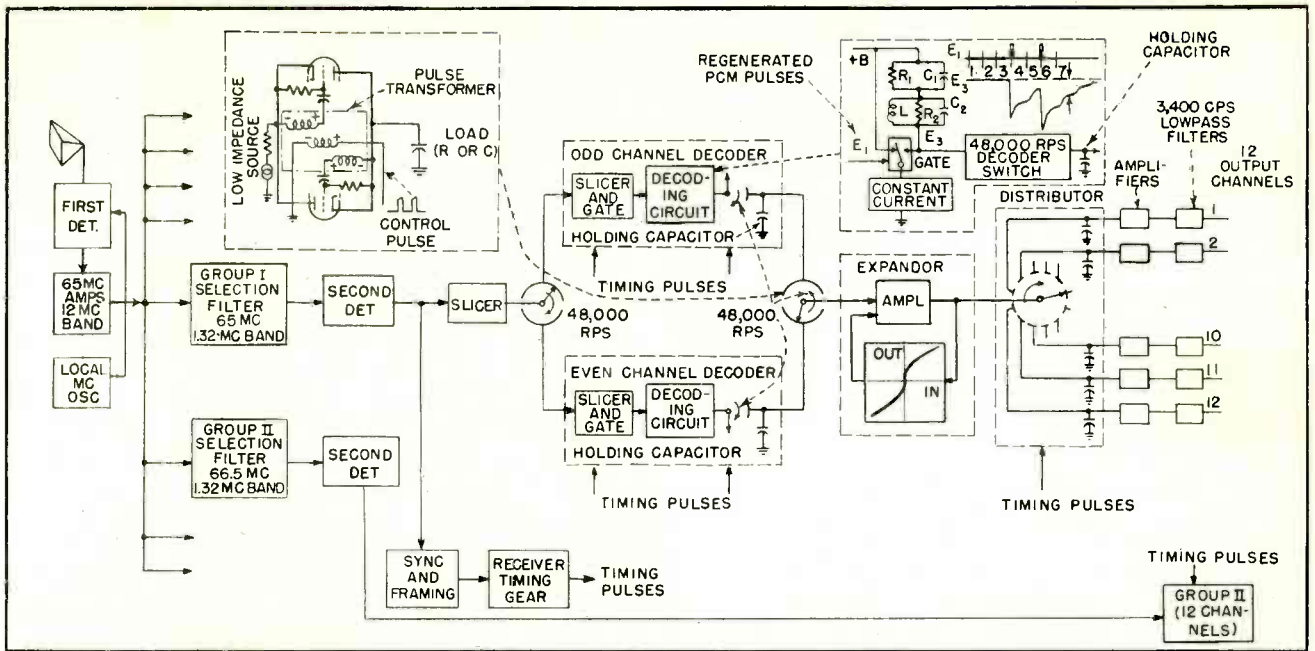 FIRST
DET.
65 MC
AMPS
12 MC
BAND
LOCAL
MC
OSC
LOW IMPEDANCE
SOURCE
PULSE
TRANSFORMER
LOAD
(R OR C)
CONTROL
PULSE
GROUP I
SELECTION
FILTER
65 MC
1.32-MC BAND
SECOND
DET
SLICER
GROUP II
SELECTION
FILTER
66.5 MC
1.32 MC BAND
SECOND
DET
SYNC
AND
FRAMING
RECEIVER
TIMING
GEAR
TIMING
PULSES
48,000
RPS
ODD CHANNEL DECODER
SLICER
AND
GATE
DECOD-
ING
CIRCUIT
HOLDING CAPACITOR
TIMING PULSES
EVEN CHANNEL DECODER
SLICER
AND
GATE
DECOD-
ING
CIRCUIT
HOLDING CAPACITOR
TIMING PULSES
48,000
RPS
REGENERATED
PCM PULSES
E1
+B
R1
C1
E3
L
R2
C2
E3
GATE
CONSTANT
CURRENT
E1
1 2 3 4 5 6 7
48,000 RPS
DECODER
SWITCH
HOLDING
CAPACITOR
EXPANDOR
AMPL
OUT
IN
DISTRIBUTOR
TIMING PULSES
AMPLI-
FIERS
3,400 CPS
LOWPASS
FILTERS
12
OUTPUT
CHANNELS
1
2
10
11
12
TIMING PULSES
GROUP II
(12 CHAN-
NELS)